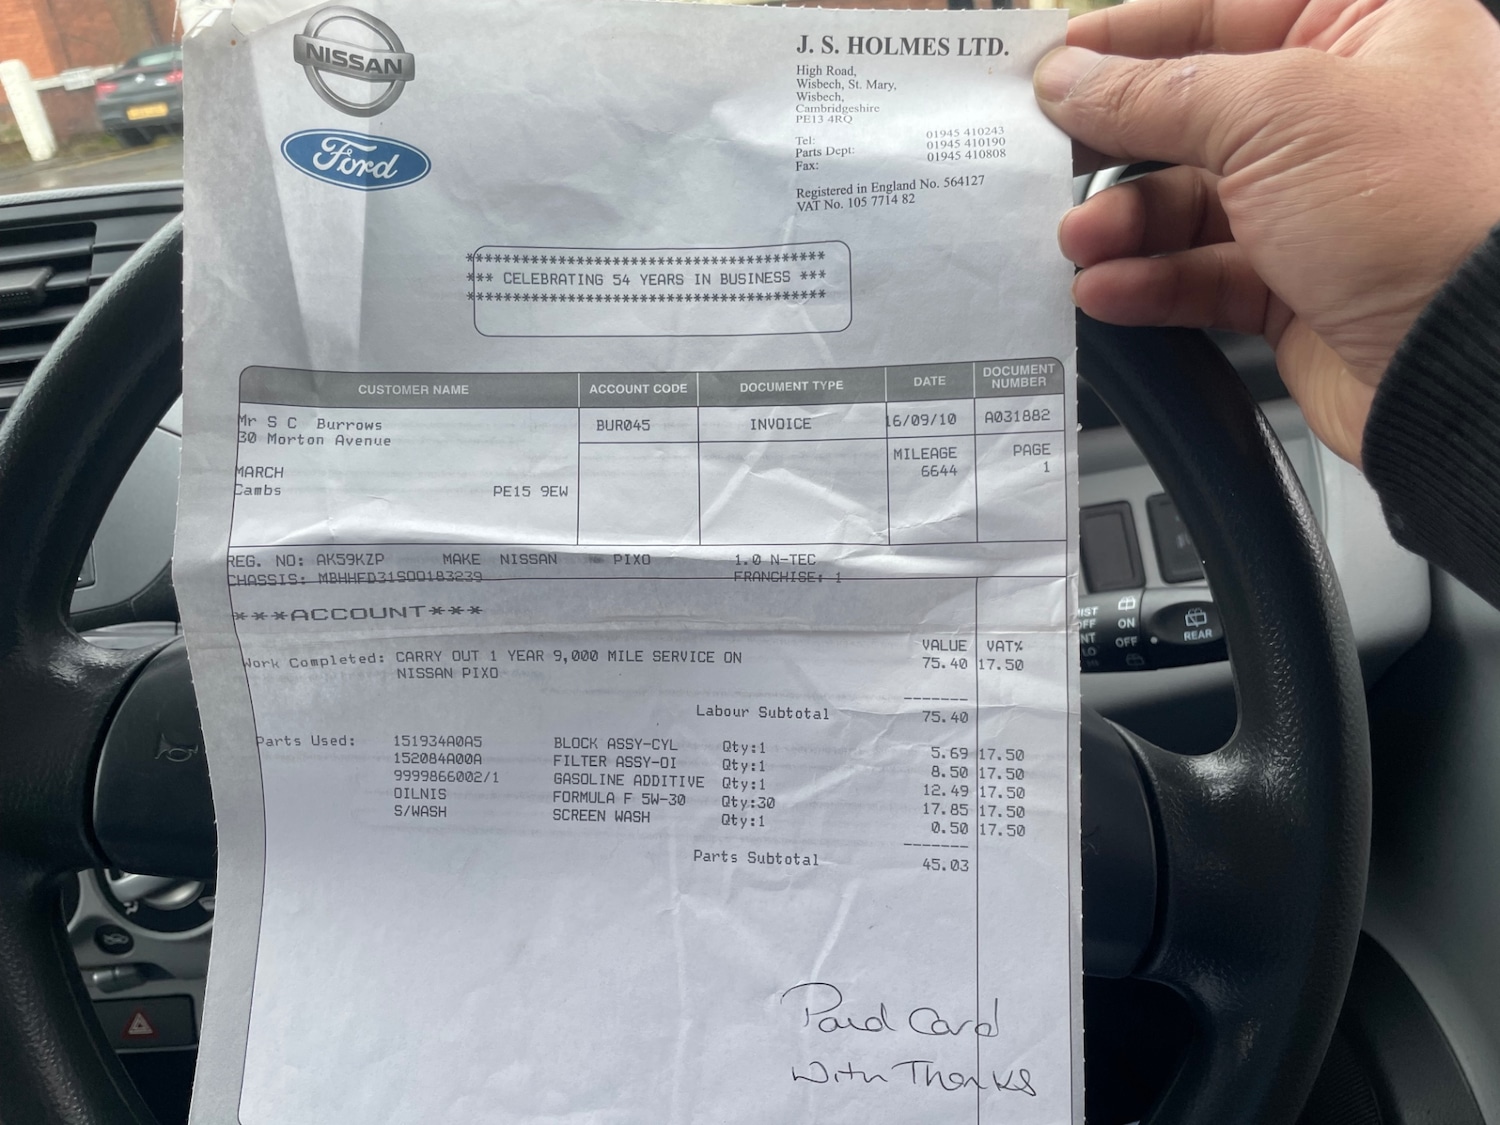 NISSAN
Ford
J. S. HOLMES LTD.
High Road,
Wisbech, St. Mary,
Wisbech,
Cambridgeshire
PE13 4RQ
Tel: 01945 410243
Parts Dept: 01945 410190
Fax: 01945 410808
Registered in England No. 564127
VAT No. 105 7714 82
************************************
*** CELEBRATING 54 YEARS IN BUSINESS ***
************************************
CUSTOMER NAME ACCOUNT CODE DOCUMENT TYPE DATE DOCUMENT NUMBER
Mr S C Burrows BUR045 INVOICE 16/09/10 A031882
30 Morton Avenue
MILEAGE PAGE
MARCH 6644 1
Cambs PE15 9EW
REG. NO: AK59KZP MAKE NISSAN PIXO 1.0 N-TEC
CHASSIS: MBHHFD31S00183239 FRANCHISE: 1
***ACCOUNT***
VALUE VAT%
Work Completed: CARRY OUT 1 YEAR 9,000 MILE SERVICE ON 75.40 17.50
NISSAN PIXO
Labour Subtotal 75.40
Parts Used: 151934A0A5 BLOCK ASSY-CYL Qty:1 5.69 17.50
152084A00A FILTER ASSY-OI Qty:1 8.50 17.50
9999866002/1 GASOLINE ADDITIVE Qty:1 12.49 17.50
OILNIS FORMULA F 5W-30 Qty:30 17.85 17.50
S/WASH SCREEN WASH Qty:1 0.50 17.50
Parts Subtotal 45.03
Paid Card
With Thanks
ON
OFF
REAR